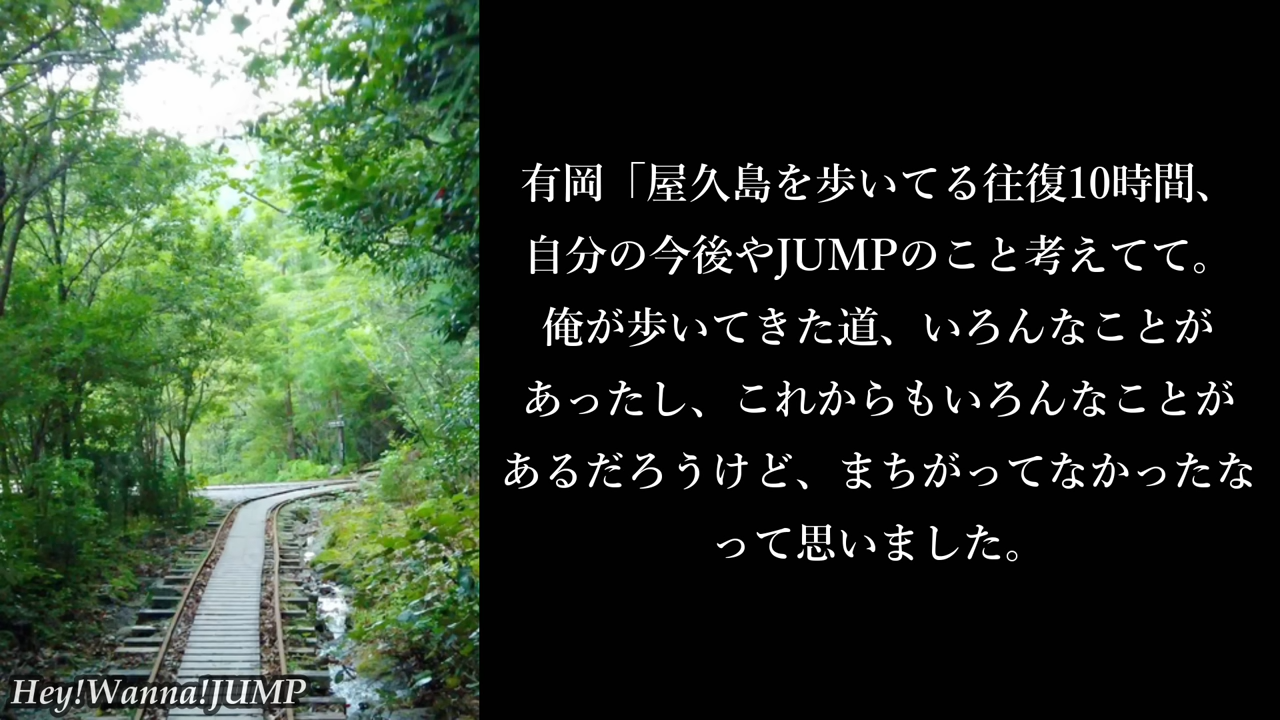 有岡「屋久島を歩いてる往復10時間、
自分の今後やJUMPのこと考えてて。
俺が歩いてきた道、いろんなことが
あったし、これからもいろんなことが
あるだろうけど、まちがってなかったな
って思いました。
Hey!Wanna!JUMP